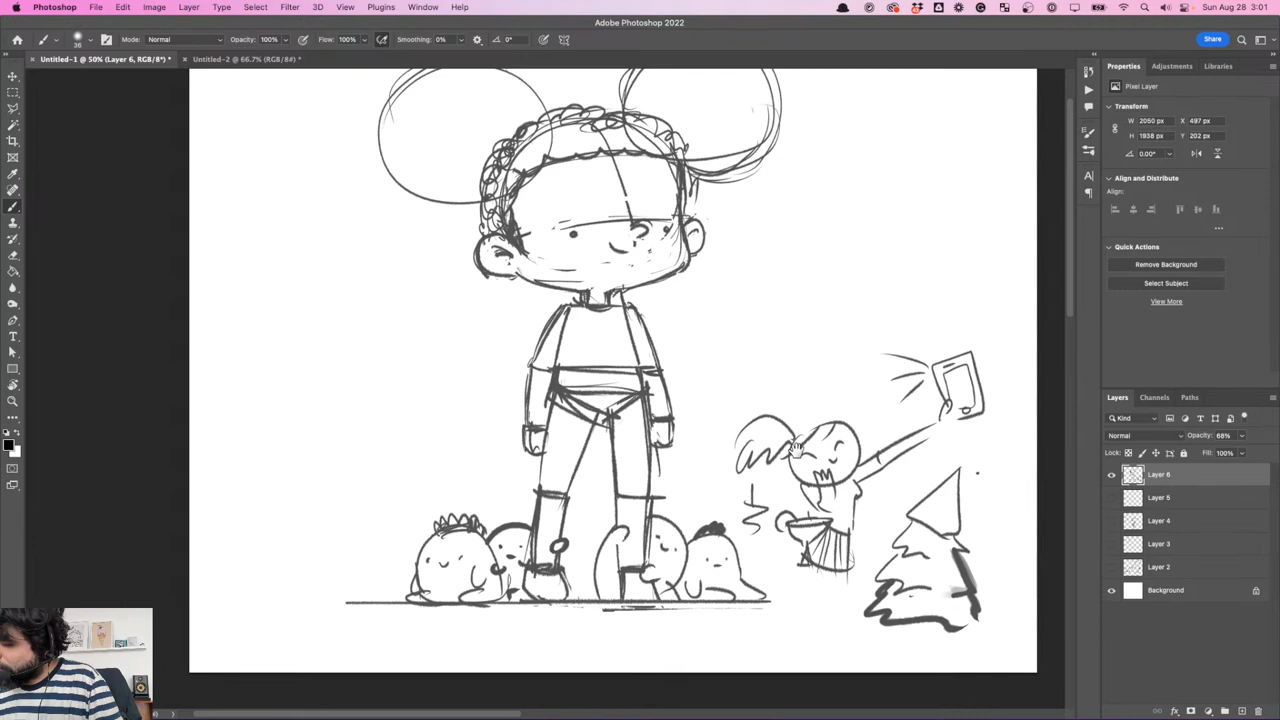 Photoshop File Edit Image Layer Type Select Filter 3D View Plugins Window Help Sun Aug 28 3:01
Adobe Photoshop 2022
36 Mode: Normal Opacity: 100% Flow: 100% Smoothing: 0% 0° Share
Untitled-1 @ 50% (Layer 6, RGB/8*) * Untitled-2 @ 66.7% (RGB/8#) *
Properties Adjustments Libraries
Pixel Layer
Transform
W 2050 px X 497 px
H 1938 px Y 202 px
0.00°
Align and Distribute
Align:
Quick Actions
Remove Background
Select Subject
View More
Layers Channels Paths
Kind
Normal Opacity: 68%
Lock: Fill: 100%
Layer 6
Layer 5
Layer 4
Layer 3
Layer 2
Background